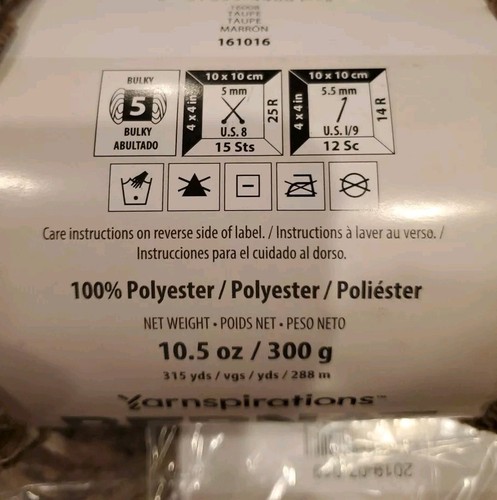 TAUPE
TAUPE
MARRON
161016
BULKY
5
BULKY
ABULTADO
10 x 10 cm
4 x 4 in
5 mm
25 R
U.S. 8
15 Sts
10 x 10 cm
4 x 4 in
5.5 mm
14 R
U.S. I/9
12 Sc
Care instructions on reverse side of label. / Instructions à laver au verso. /
Instrucciones para el cuidado al dorso.
100% Polyester / Polyester / Poliéster
NET WEIGHT • POIDS NET • PESO NETO
10.5 oz / 300 g
315 yds / vgs / yds / 288 m
Yarnspirations™